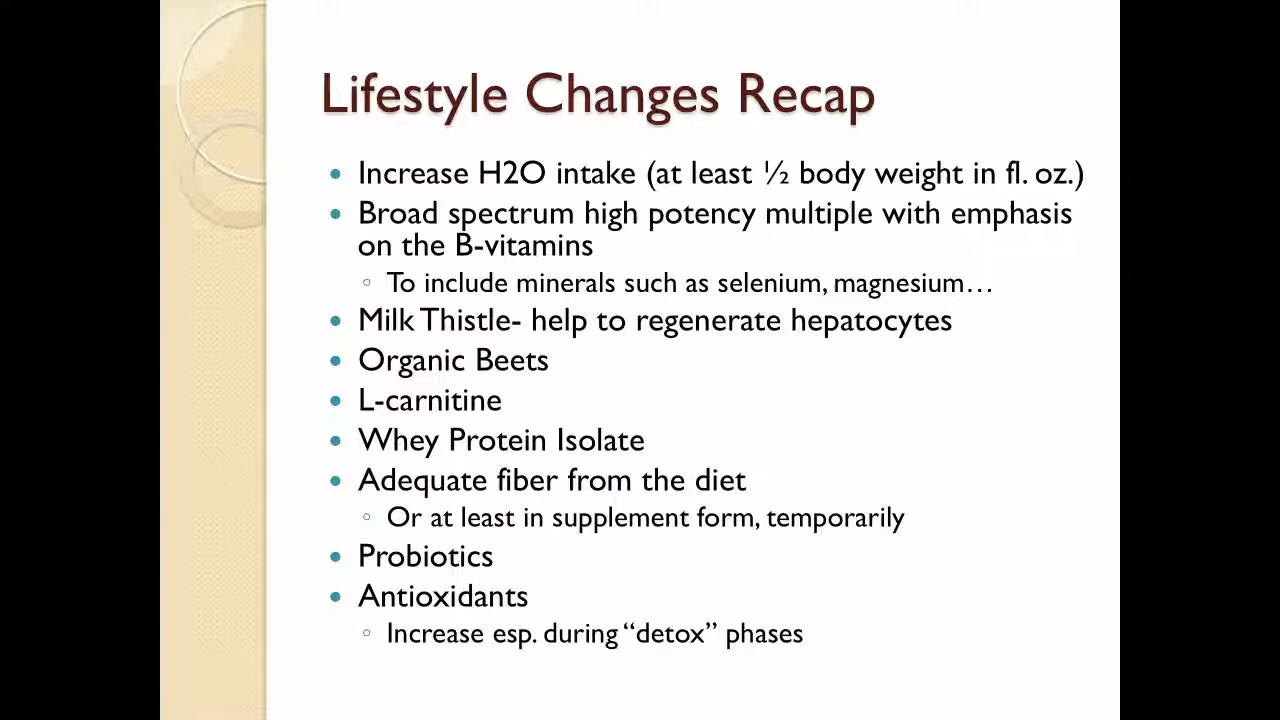 Lifestyle Changes Recap
• Increase H2O intake (at least ½ body weight in fl. oz.)
• Broad spectrum high potency multiple with emphasis
on the B-vitamins
◦ To include minerals such as selenium, magnesium…
• Milk Thistle- help to regenerate hepatocytes
• Organic Beets
• L-carnitine
• Whey Protein Isolate
• Adequate fiber from the diet
◦ Or at least in supplement form, temporarily
• Probiotics
• Antioxidants
◦ Increase esp. during “detox” phases